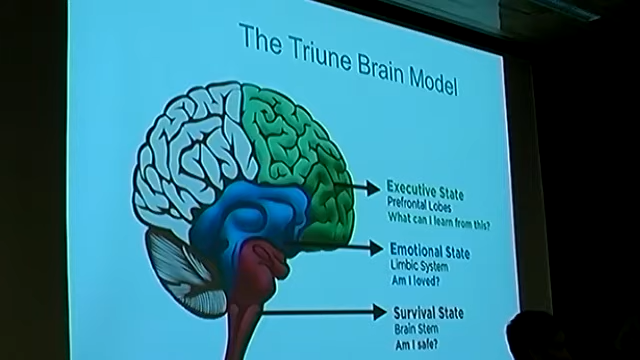 The Triune Brain Model
Executive State
Prefrontal Lobes
What can I learn from this?
Emotional State
Limbic System
Am I loved?
Survival State
Brain Stem
Am I safe?